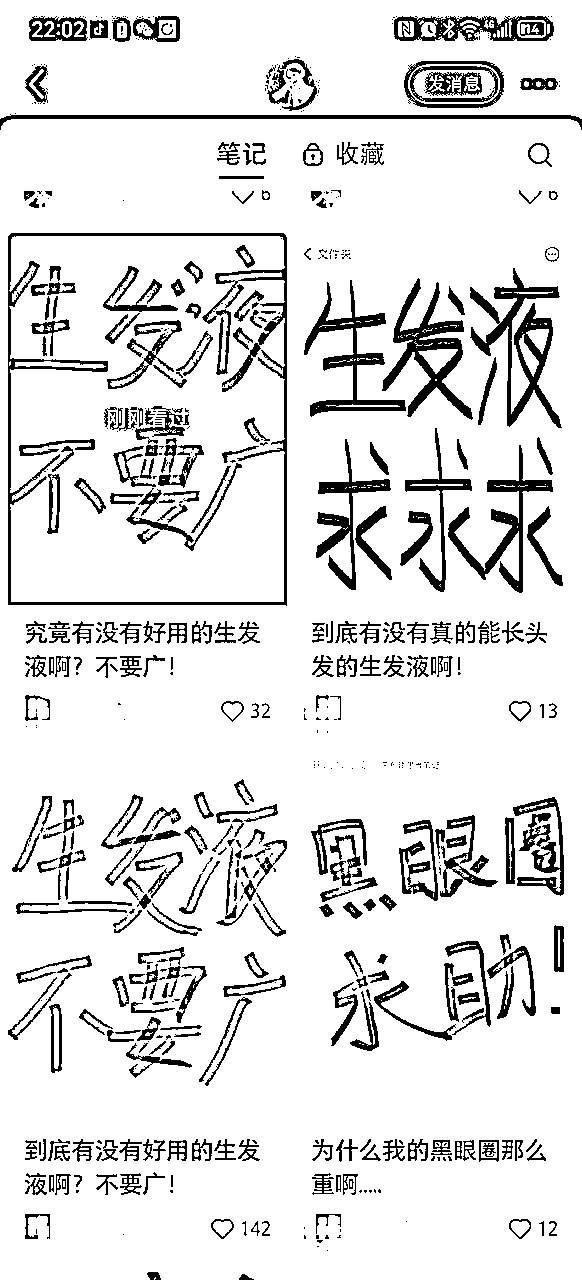 22:02
发消息
笔记 收藏
6 6
生发液
刚刚看过
不要广
究竟有没有好用的生发
液啊？不要广！
32
文件夹
生发液
求求求
到底有没有真的能长头
发的生发液啊！
13
生发液
不要广
到底有没有好用的生发
液啊？不要广！
142
黑眼圈
求助！
为什么我的黑眼圈那么
重啊.....
12